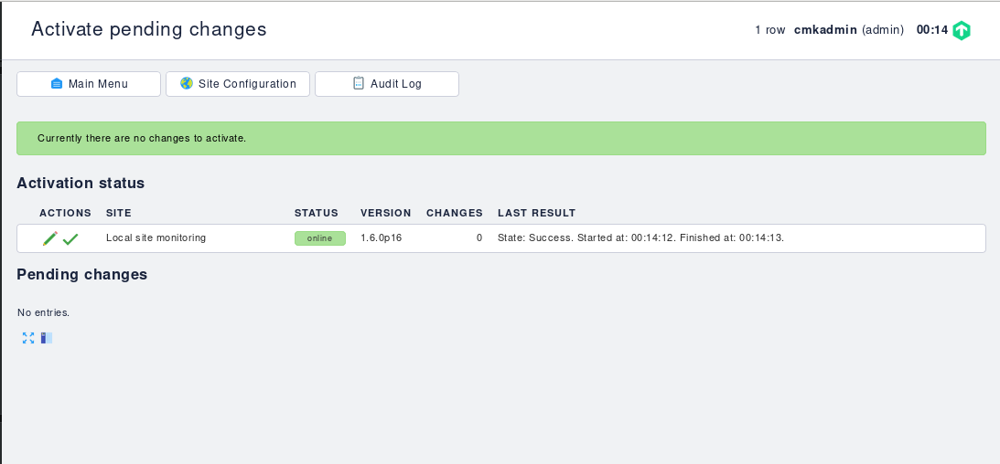 Activate pending changes
1 row cmkadmin (admin) 00:14
Main Menu Site Configuration Audit Log
Currently there are no changes to activate.
Activation status
ACTIONS SITE STATUS VERSION CHANGES LAST RESULT
Local site monitoring online 1.6.0p16 0 State: Success. Started at: 00:14:12. Finished at: 00:14:13.
Pending changes
No entries.